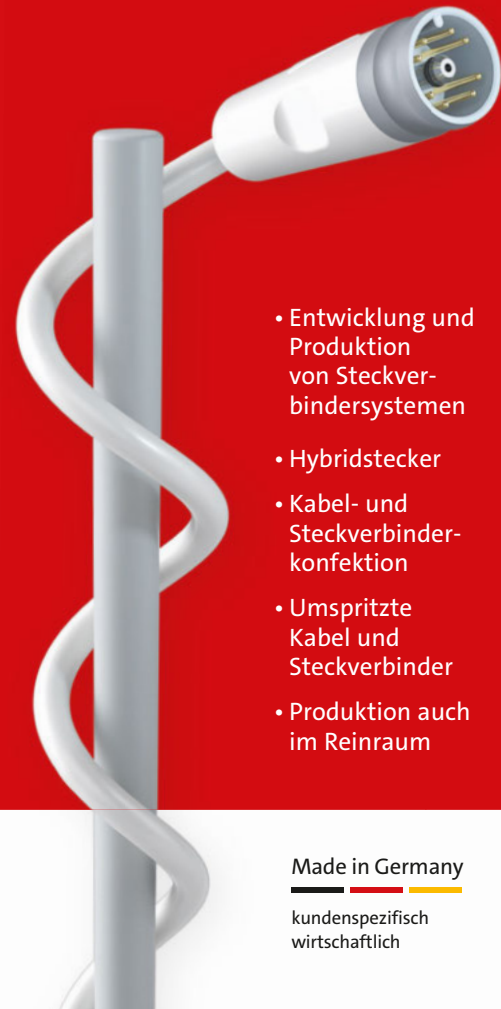 • Entwicklung und
Produktion
von Steckver-
bindersystemen
• Hybridstecker
• Kabel- und
Steckverbinder-
konfektion
• Umspritzte
Kabel und
Steckverbinder
• Produktion auch
im Reinraum
Made in Germany
kundenspezifisch
wirtschaftlich